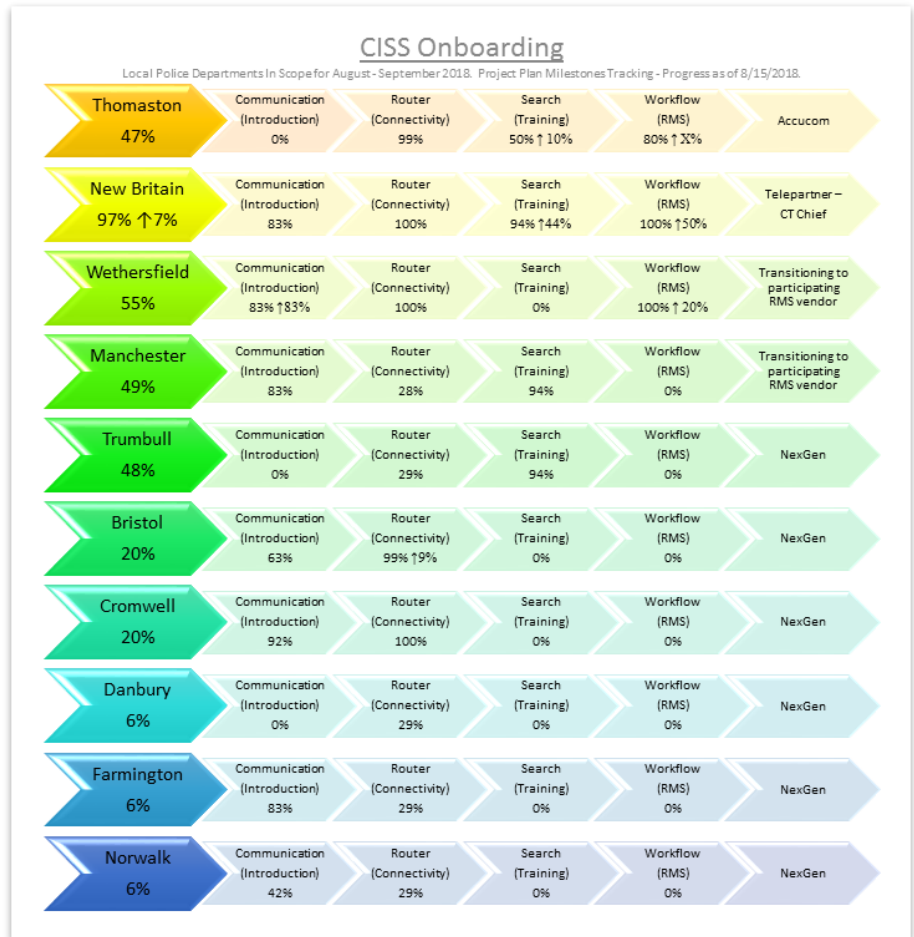 CISS Onboarding
Local Police Departments In Scope for August - September 2018. Project Plan Milestones Tracking - Progress as of 8/15/2018.
Thomaston
47%
Communication
(Introduction)
0%
Router
(Connectivity)
99%
Search
(Training)
50% ↑ 10%
Workflow
(RMS)
80% ↑ X%
Accucom
New Britain
97% ↑7%
Communication
(Introduction)
83%
Router
(Connectivity)
100%
Search
(Training)
94% ↑44%
Workflow
(RMS)
100% ↑50%
Telepartner –
CT Chief
Wethersfield
55%
Communication
(Introduction)
83% ↑83%
Router
(Connectivity)
100%
Search
(Training)
0%
Workflow
(RMS)
100% ↑ 20%
Transitioning to
participating
RMS vendor
Manchester
49%
Communication
(Introduction)
83%
Router
(Connectivity)
28%
Search
(Training)
94%
Workflow
(RMS)
0%
Transitioning to
participating
RMS vendor
Trumbull
48%
Communication
(Introduction)
0%
Router
(Connectivity)
29%
Search
(Training)
94%
Workflow
(RMS)
0%
NexGen
Bristol
20%
Communication
(Introduction)
63%
Router
(Connectivity)
99% ↑9%
Search
(Training)
0%
Workflow
(RMS)
0%
NexGen
Cromwell
20%
Communication
(Introduction)
92%
Router
(Connectivity)
100%
Search
(Training)
0%
Workflow
(RMS)
0%
NexGen
Danbury
6%
Communication
(Introduction)
0%
Router
(Connectivity)
29%
Search
(Training)
0%
Workflow
(RMS)
0%
NexGen
Farmington
6%
Communication
(Introduction)
83%
Router
(Connectivity)
29%
Search
(Training)
0%
Workflow
(RMS)
0%
NexGen
Norwalk
6%
Communication
(Introduction)
42%
Router
(Connectivity)
29%
Search
(Training)
0%
Workflow
(RMS)
0%
NexGen